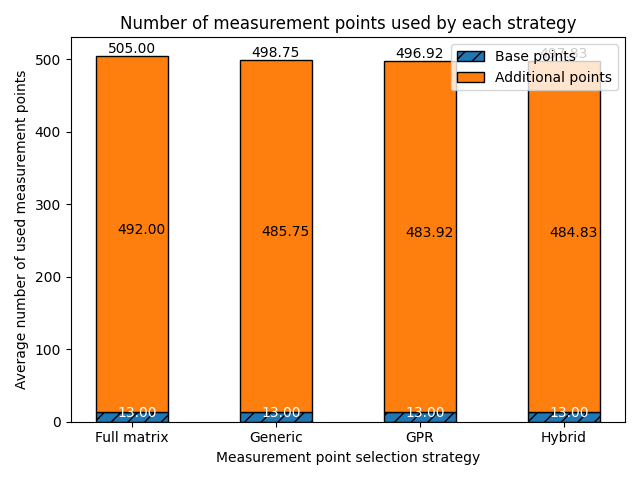 Number of measurement points used by each strategy
Average number of used measurement points
500
400
300
200
100
0
505.00
498.75
496.92
497.83
Base points
Additional points
492.00
485.75
483.92
484.83
13.00
13.00
13.00
13.00
Full matrix
Generic
GPR
Hybrid
Measurement point selection strategy